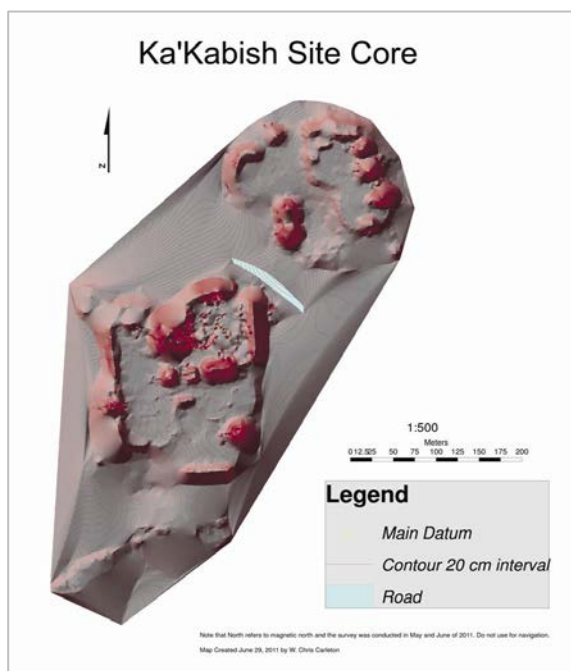 Ka'Kabish Site Core
N
1:500
Meters
0 12.525 50 75 100 125 150 175 200
Legend
Main Datum
Contour 20 cm interval
Road
Note that North refers to magnetic north and the survey was conducted in May and June of 2011. Do not use for navigation.
Map Created June 29, 2011 by W. Chris Carleton